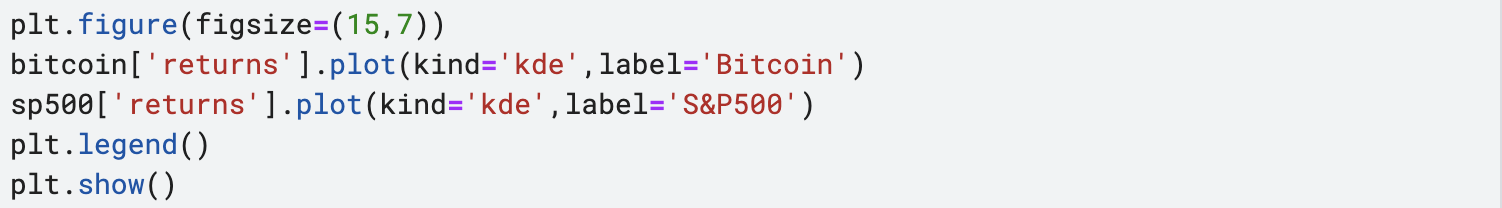 plt.figure(figsize=(15,7))
bitcoin['returns'].plot(kind='kde',label='Bitcoin')
sp500['returns'].plot(kind='kde',label='S&P500')
plt.legend()
plt.show()